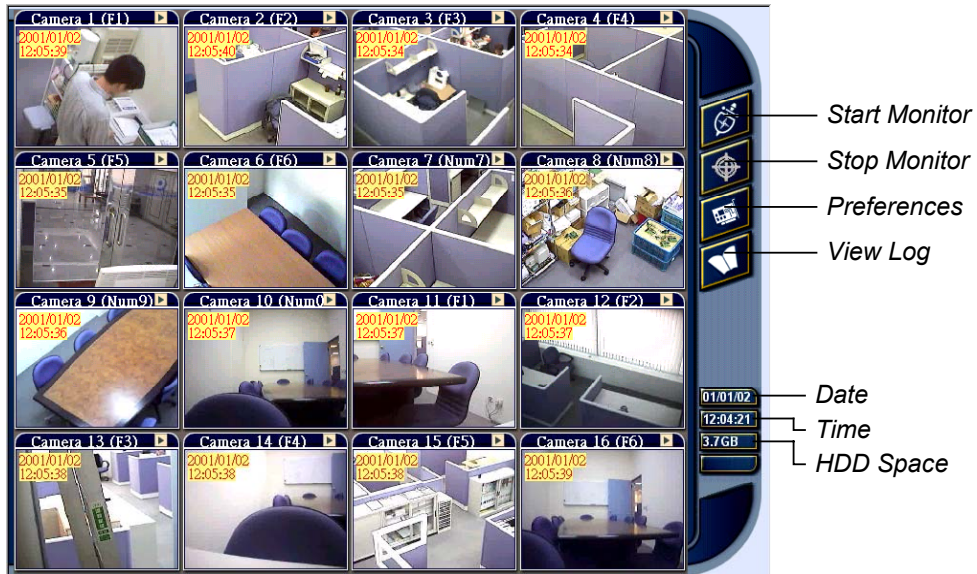 Camera 1 (F1)
2001/01/02
12:05:39
Camera 2 (F2)
2001/01/02
12:05:40
Camera 3 (F3)
2001/01/02
12:05:34
Camera 4 (F4)
2001/01/02
12:05:34
Camera 5 (F5)
2001/01/02
12:05:35
Camera 6 (F6)
2001/01/02
12:05:35
Camera 7 (Num7)
2001/01/02
12:05:35
Camera 8 (Num8)
2001/01/02
12:05:36
Camera 9 (Num9)
2001/01/02
12:05:36
Camera 10 (Num0
2001/01/02
12:05:37
Camera 11 (F1)
2001/01/02
12:05:37
Camera 12 (F2)
2001/01/02
12:05:37
Camera 13 (F3)
2001/01/02
12:05:38
Camera 14 (F4)
2001/01/02
12:05:38
Camera 15 (F5)
2001/01/02
12:05:38
Camera 16 (F6)
2001/01/02
12:05:39
Start Monitor
Stop Monitor
Preferences
View Log
01/01/02
Date
12:04:21
Time
3.7GB
HDD Space